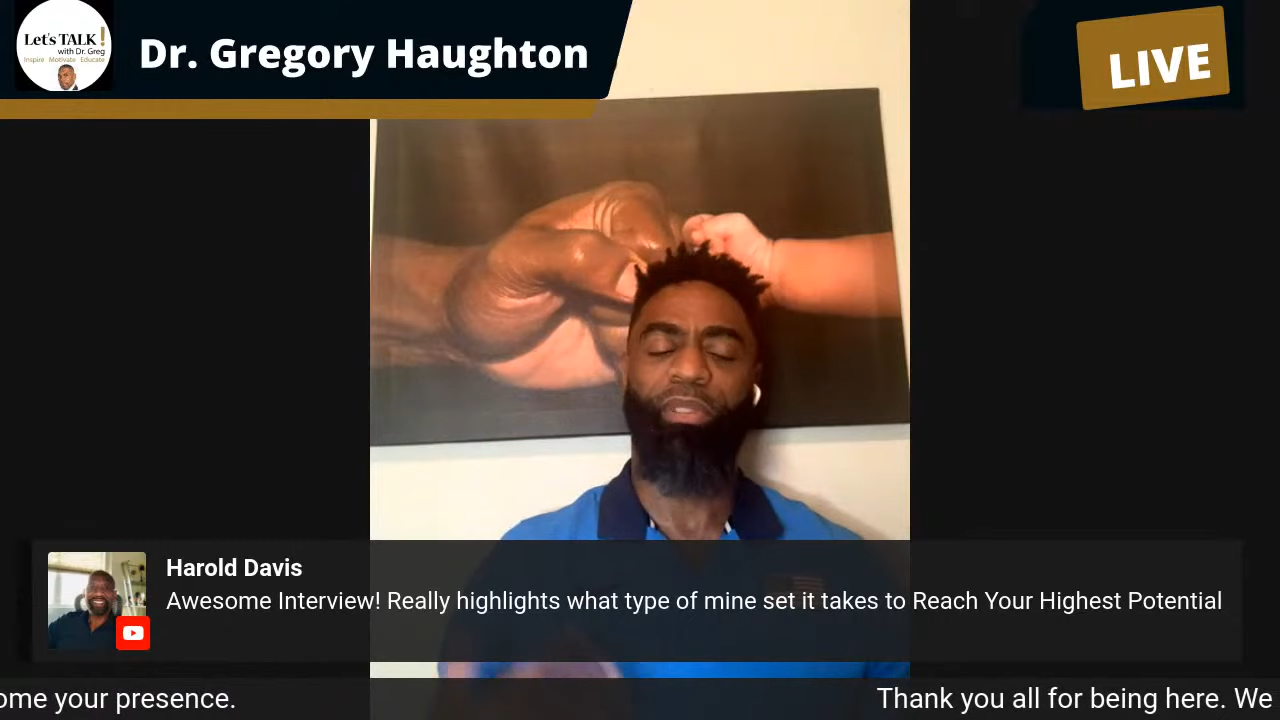 Let's TALK!
with Dr. Greg
Inspire Motivate Educate
Dr. Gregory Haughton
LIVE
Harold Davis
Awesome Interview! Really highlights what type of mine set it takes to Reach Your Highest Potential
ome your presence.
Thank you all for being here. We